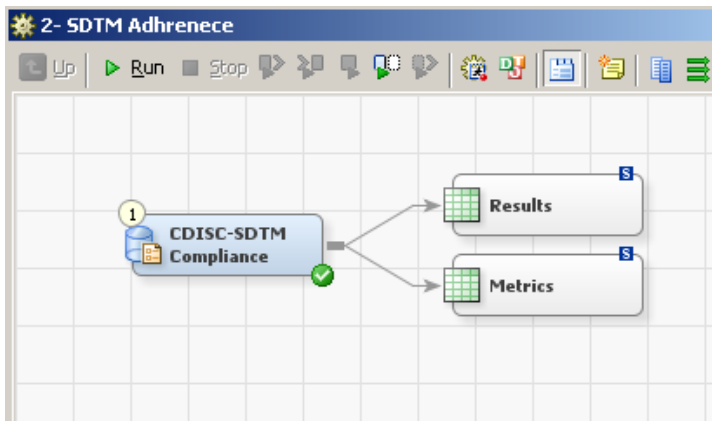 2- SDTM Adhrenece
Up Run Stop
1
CDISC-SDTM
Compliance
S
Results
S
Metrics